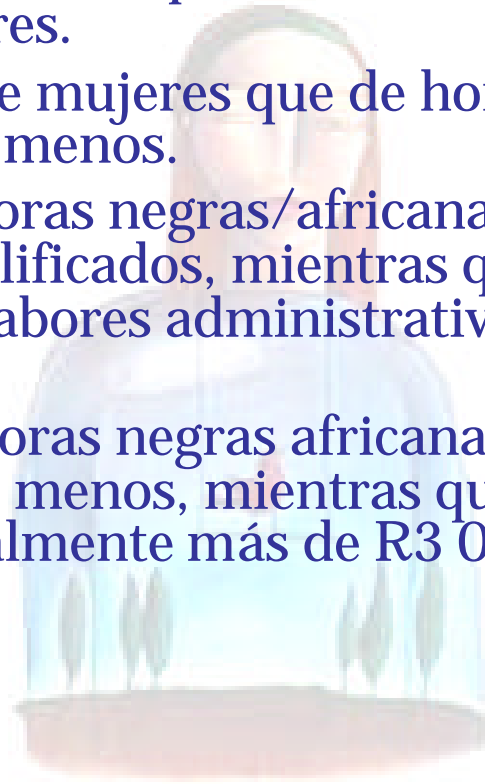 res.
e mujeres que de ho
menos.
oras negras/africana
lificados, mientras q
abores administrativ
oras negras africana
menos, mientras qu
almente más de R3 0